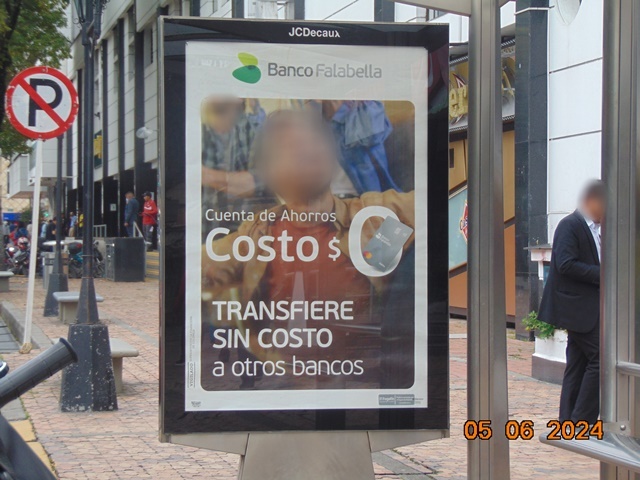 JCDecaux
Banco Falabella
P
Cuenta de Ahorros
Costo $0
TRANSFIERE
SIN COSTO
a otros bancos
05 06 2024